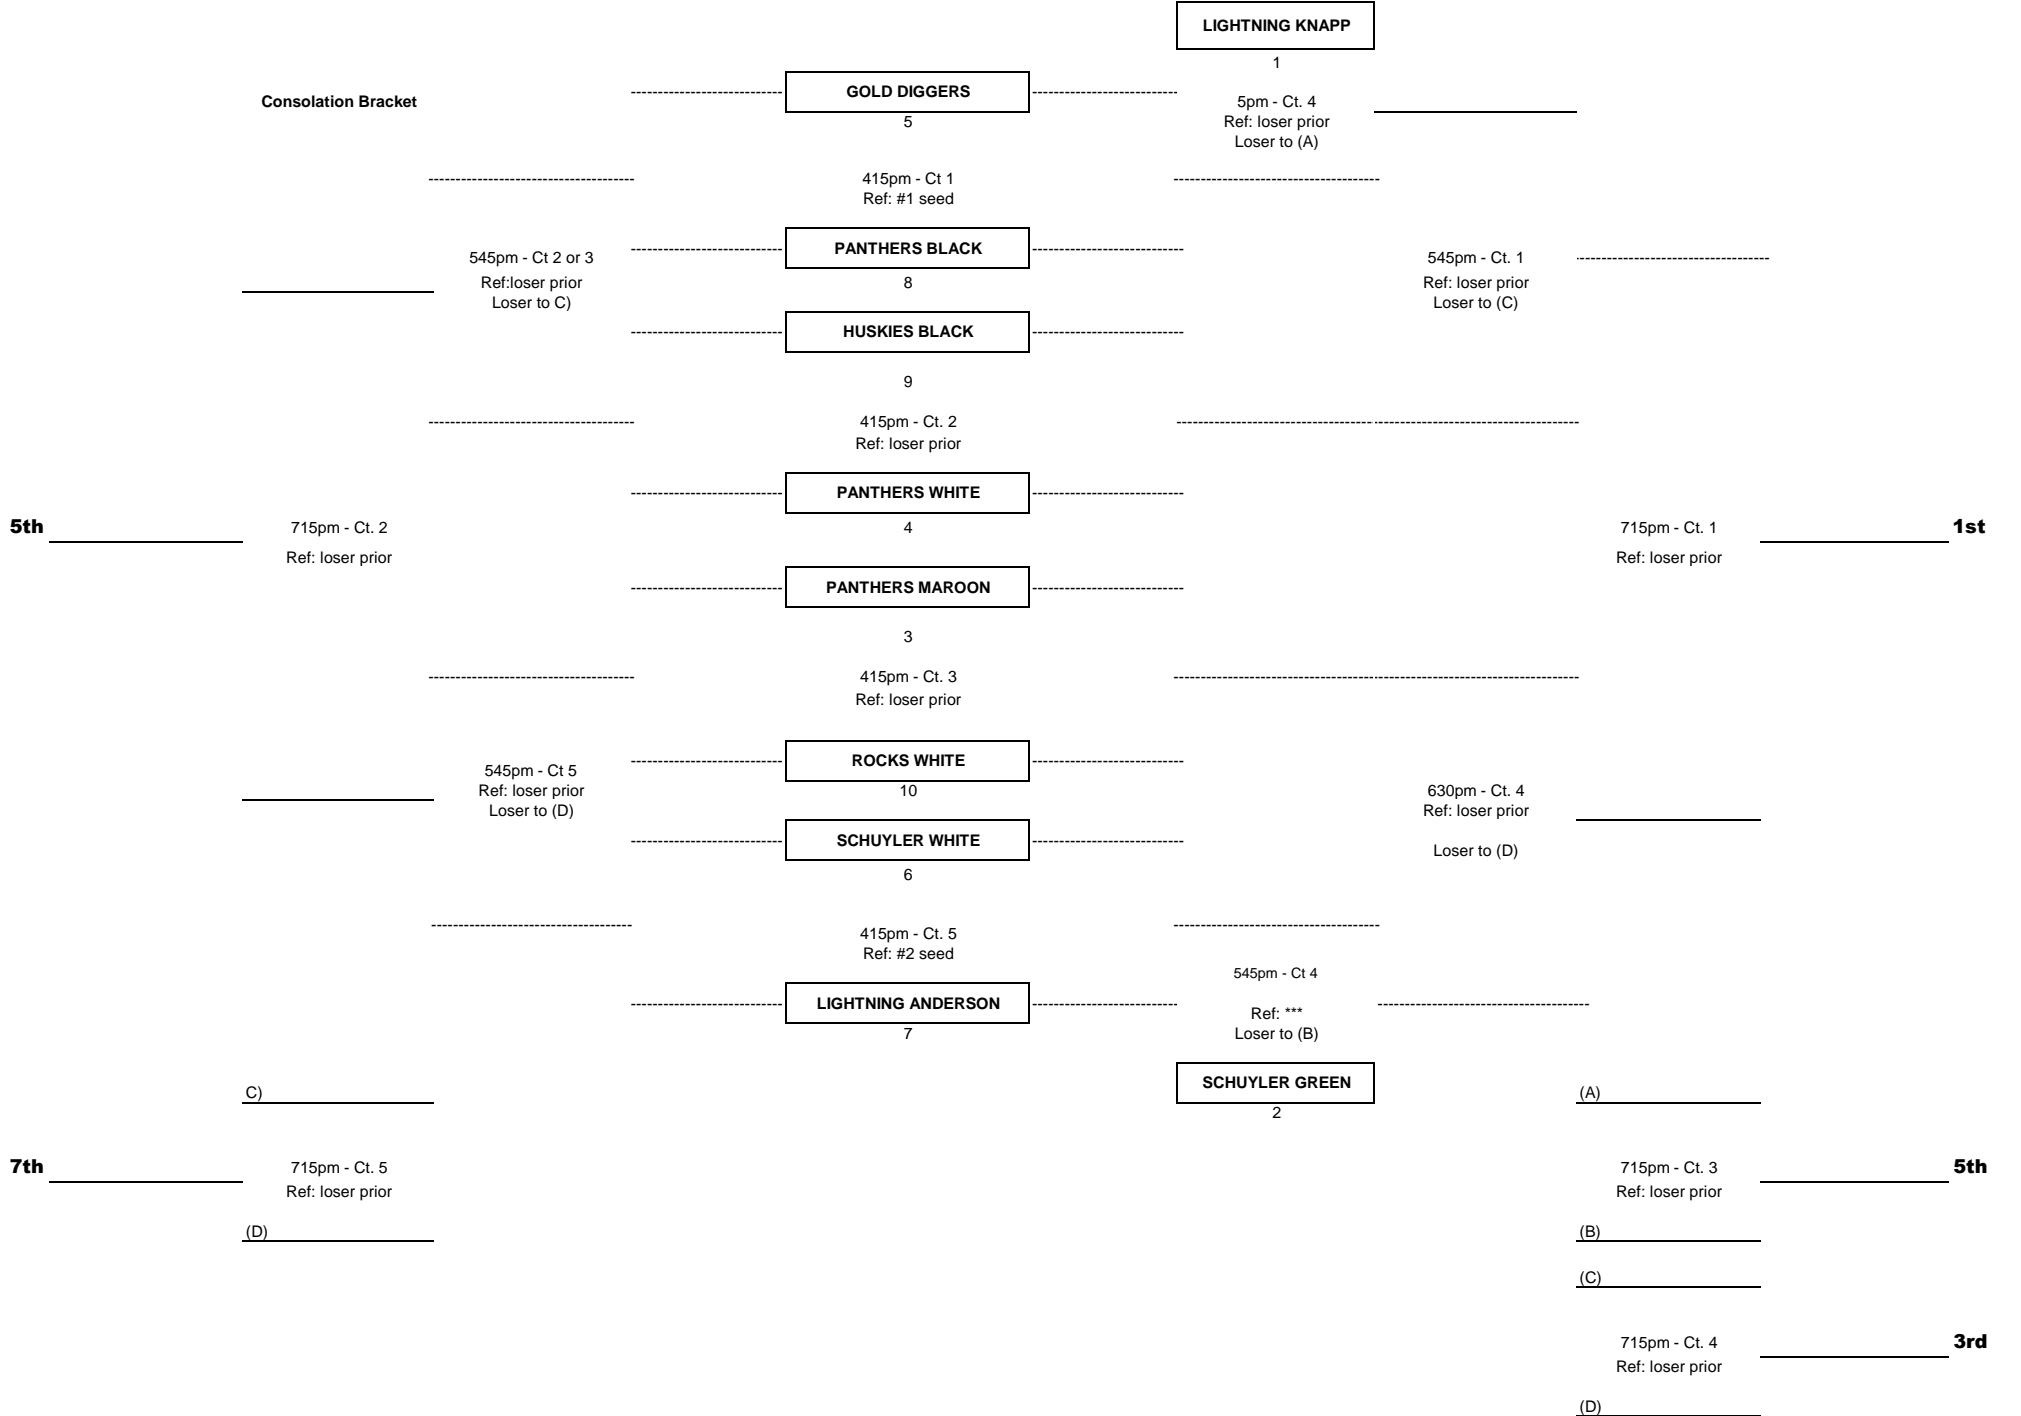 LIGHTNING KNAPP
1
Consolation Bracket
GOLD DIGGERS
5
5pm - Ct. 4
Ref: loser prior
Loser to (A)
415pm - Ct 1
Ref: #1 seed
545pm - Ct 2 or 3
Ref:loser prior
Loser to C)
PANTHERS BLACK
8
545pm - Ct. 1
Ref: loser prior
Loser to (C)
HUSKIES BLACK
9
415pm - Ct. 2
Ref: loser prior
PANTHERS WHITE
4
5th
715pm - Ct. 2
Ref: loser prior
715pm - Ct. 1
Ref: loser prior
1st
PANTHERS MAROON
3
415pm - Ct. 3
Ref: loser prior
ROCKS WHITE
10
545pm - Ct 5
Ref: loser prior
Loser to (D)
630pm - Ct. 4
Ref: loser prior
Loser to (D)
SCHUYLER WHITE
6
415pm - Ct. 5
Ref: #2 seed
545pm - Ct 4
Ref: ***
Loser to (B)
LIGHTNING ANDERSON
7
SCHUYLER GREEN
2
C)
(A)
7th
715pm - Ct. 5
Ref: loser prior
715pm - Ct. 3
Ref: loser prior
5th
(D)
(B)
(C)
715pm - Ct. 4
Ref: loser prior
3rd
(D)